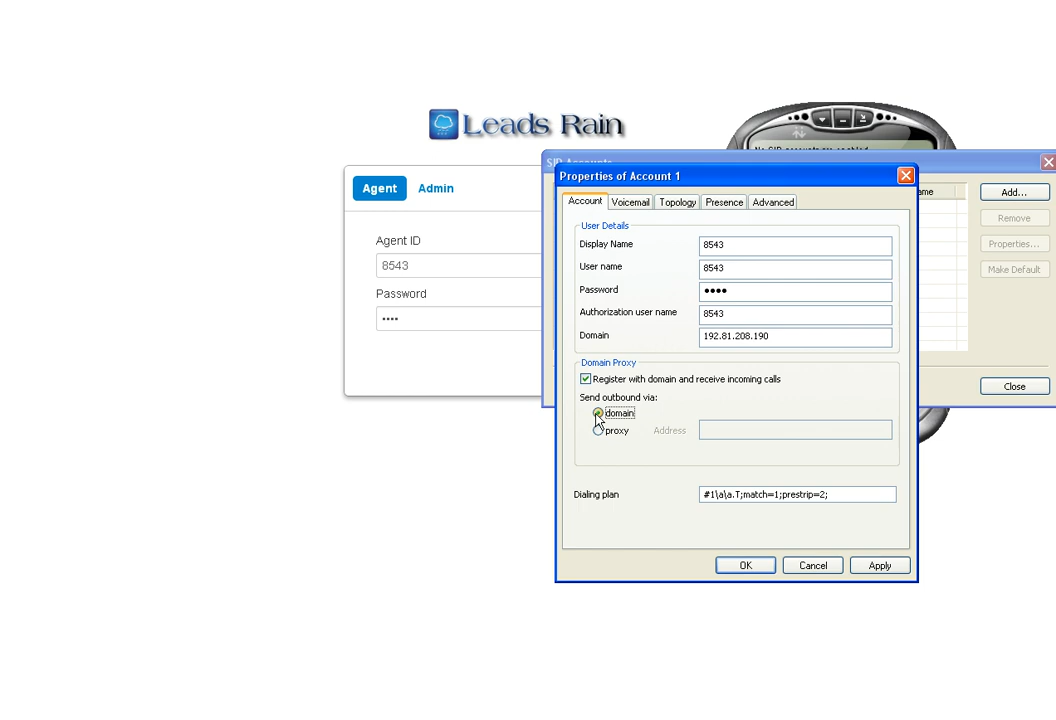 Leads Rain
Agent Admin
Agent ID
8543
Password
••••
Properties of Account 1
Account Voicemail Topology Presence Advanced
User Details
Display Name 8543
User name 8543
Password ••••
Authorization user name 8543
Domain 192.81.208.190
Domain Proxy
Register with domain and receive incoming calls
Send outbound via:
domain
proxy Address
Dialing plan #1\a\a.T;match=1;prestrip=2;
OK Cancel Apply
Add...
Remove
Properties...
Make Default
Close